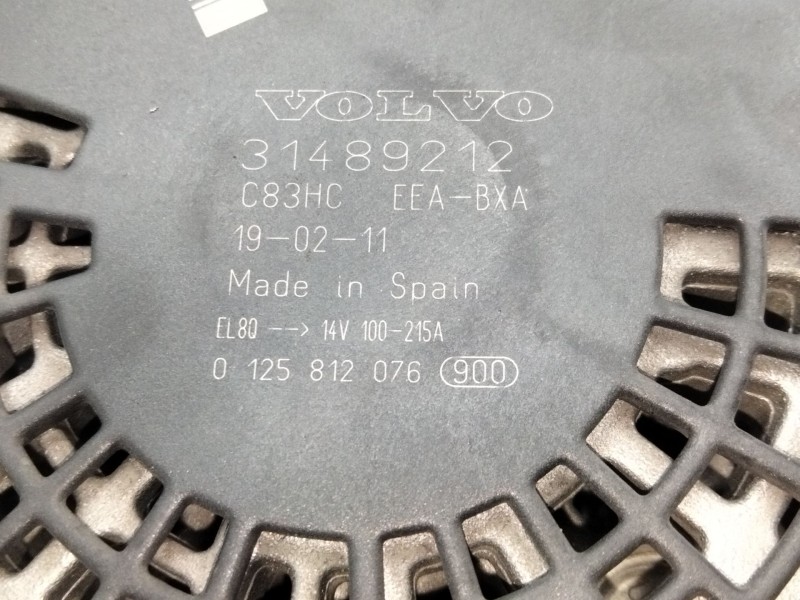 VOLVO
31489212
C83HC EEA-BXA
19-02-11
Made in Spain
EL80 --> 14V 100-215A
0 125 812 076 900